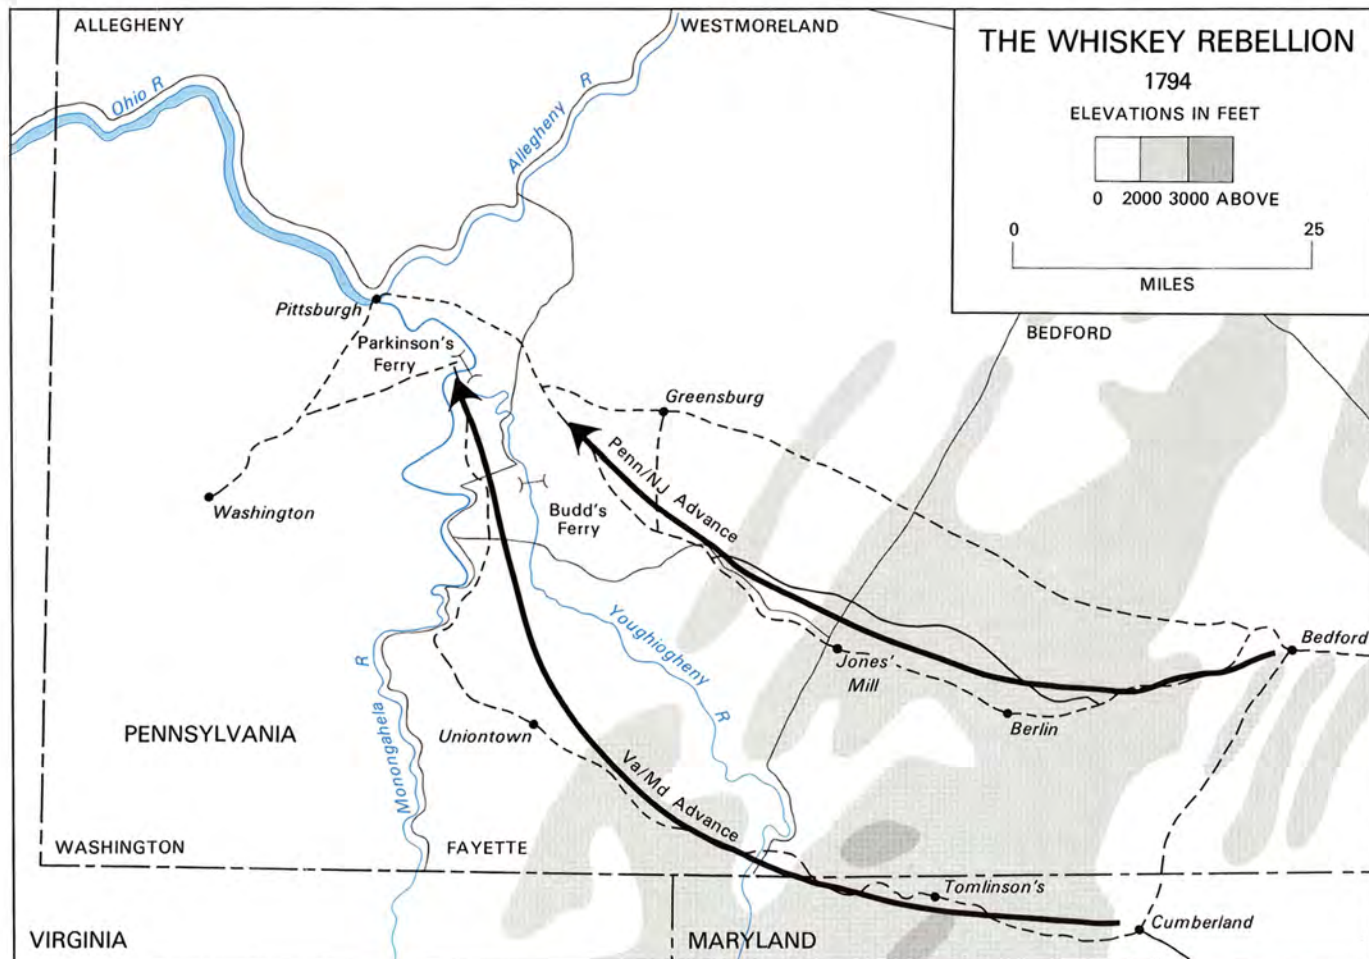 ALLEGHENY
WESTMORELAND
THE WHISKEY REBELLION
1794
ELEVATIONS IN FEET
0 2000 3000 ABOVE
0 25
MILES
Ohio R
Allegheny R
Pittsburgh
Parkinson's
Ferry
BEDFORD
Greensburg
Penn/NJ Advance
Washington
Budd's
Ferry
Youghiogheny R
Bedford
Jones'
Mill
Berlin
Monongahela R
PENNSYLVANIA
Uniontown
Va/Md Advance
WASHINGTON
FAYETTE
Tomlinson's
Cumberland
VIRGINIA
MARYLAND